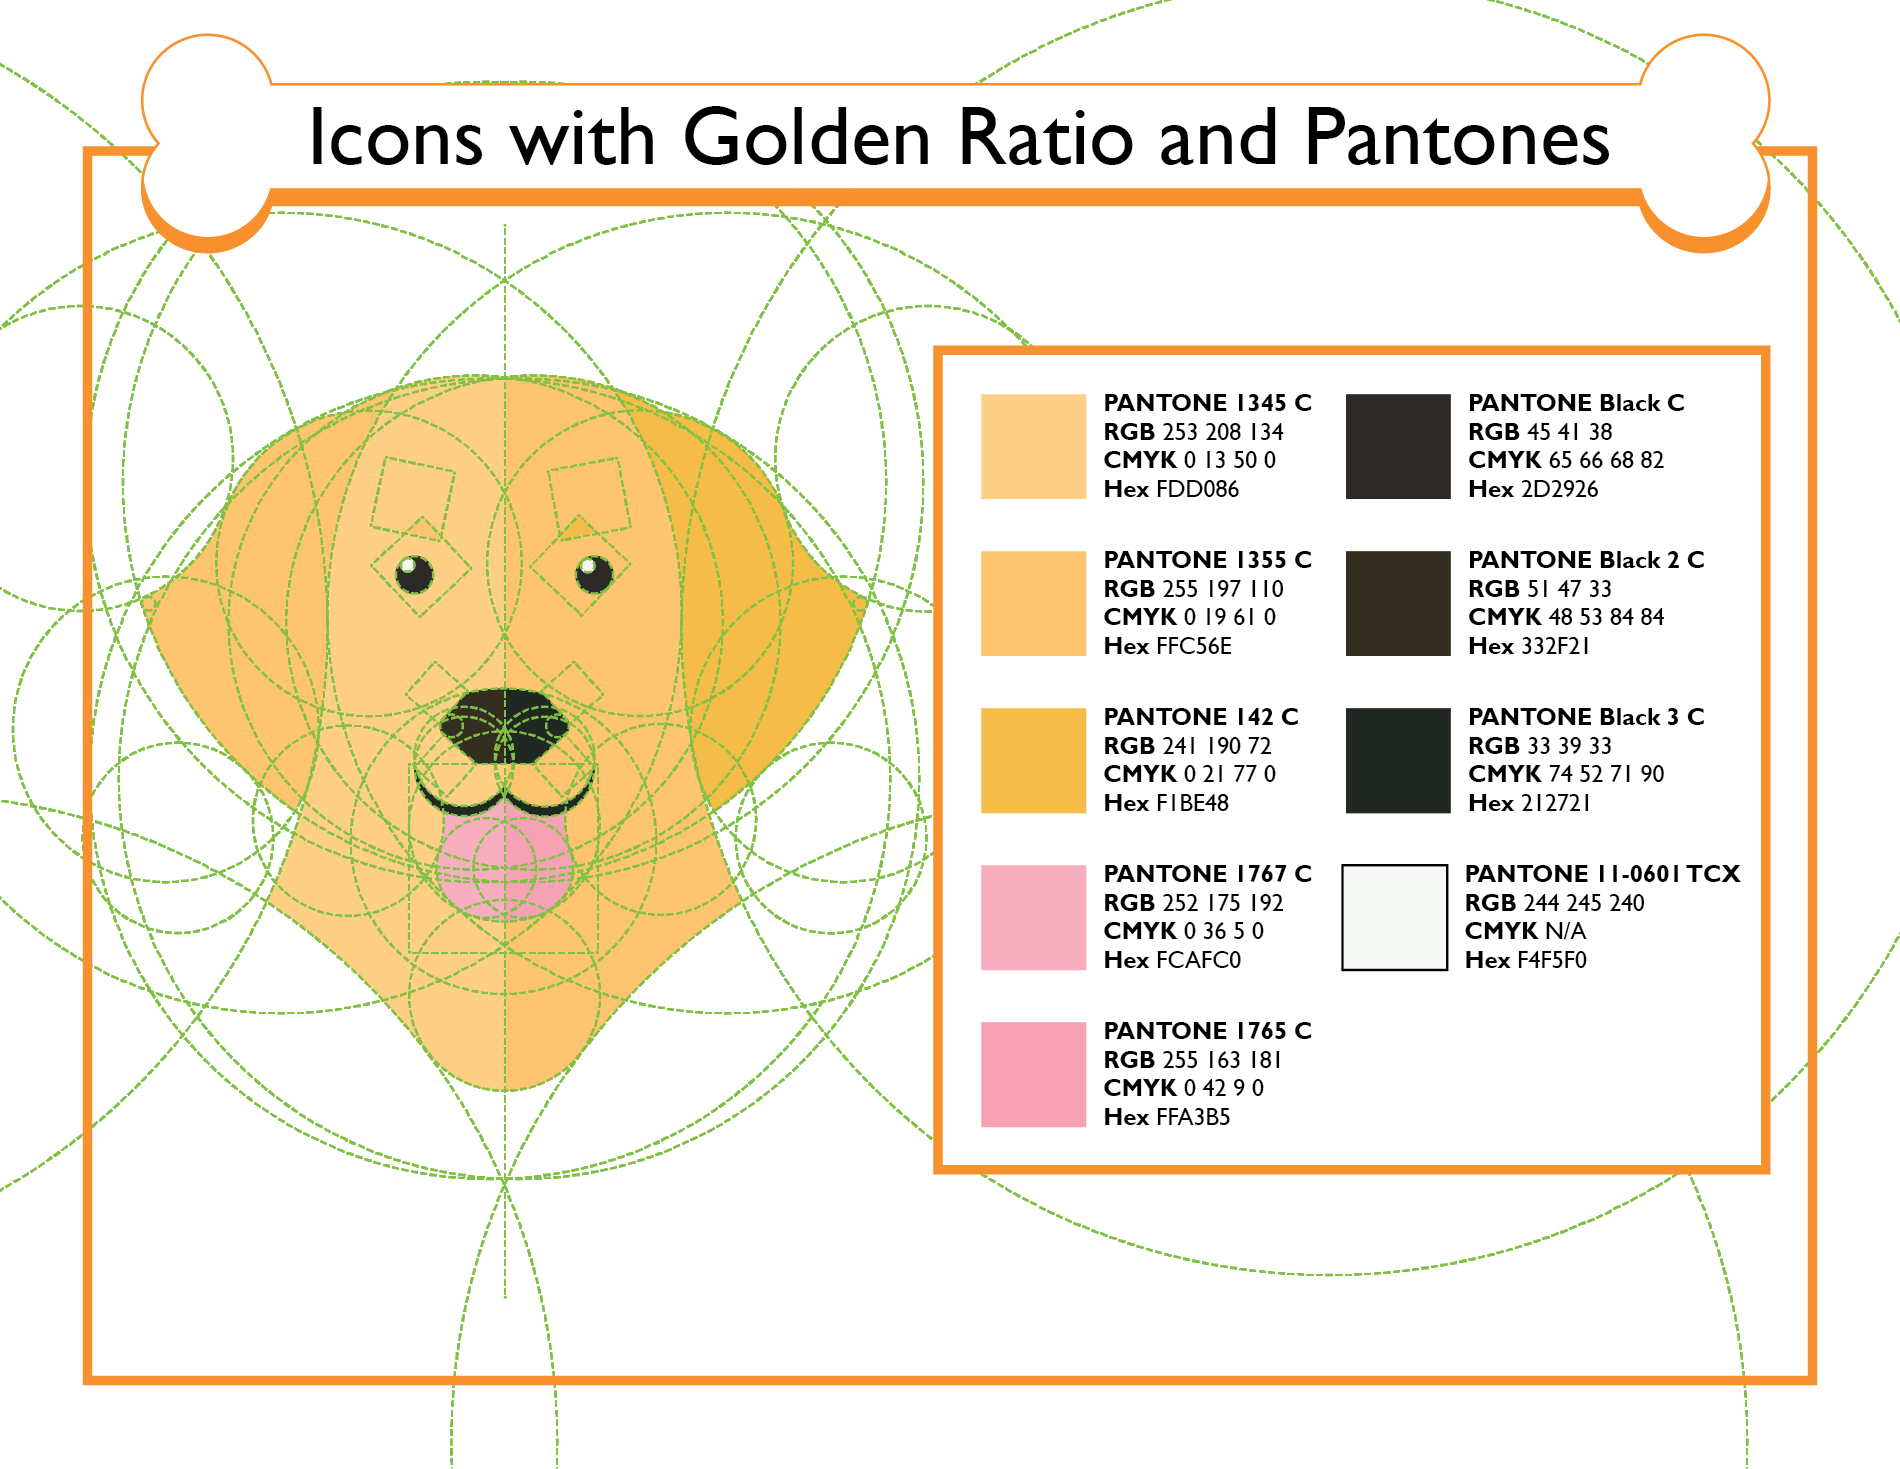 Icons with Golden Ratio and Pantones
PANTONE 1345 C
RGB 253 208 134
CMYK 0 13 50 0
Hex FDD086
PANTONE 1355 C
RGB 255 197 110
CMYK 0 19 61 0
Hex FFC56E
PANTONE 142 C
RGB 241 190 72
CMYK 0 21 77 0
Hex F1BE48
PANTONE 1767 C
RGB 252 175 192
CMYK 0 36 5 0
Hex FCAFC0
PANTONE 1765 C
RGB 255 163 181
CMYK 0 42 9 0
Hex FFA3B5
PANTONE Black C
RGB 45 41 38
CMYK 65 66 68 82
Hex 2D2926
PANTONE Black 2 C
RGB 51 47 33
CMYK 48 53 84 84
Hex 332F21
PANTONE Black 3 C
RGB 33 39 33
CMYK 74 52 71 90
Hex 212721
PANTONE 11-0601 TCX
RGB 244 245 240
CMYK N/A
Hex F4F5F0